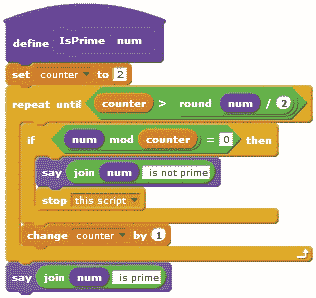 define IsPrime num
set counter to 2
repeat until counter > round num / 2
if num mod counter = 0 then
say join num is not prime
stop this script
change counter by 1
say join num is prime